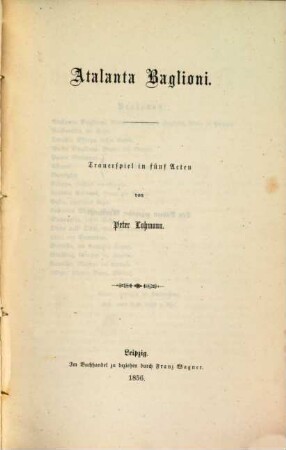 Atalanta Baglioni.
Trauerspiel in fünf Acten
von
Peter Lohmann.
Leipzig.
Im Buchhandel zu beziehen durch Franz Wagner.
1856.